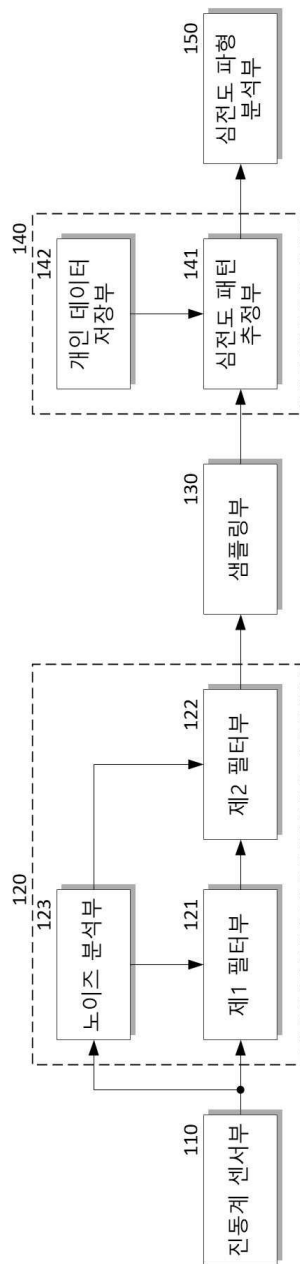 110
진동계 센서부
120
123
노이즈 분석부
121
제1 필터부
122
제2 필터부
130
샘플링부
140
142
개인 데이터
저장부
141
심전도 패턴
추정부
150
심전도 파형
분석부